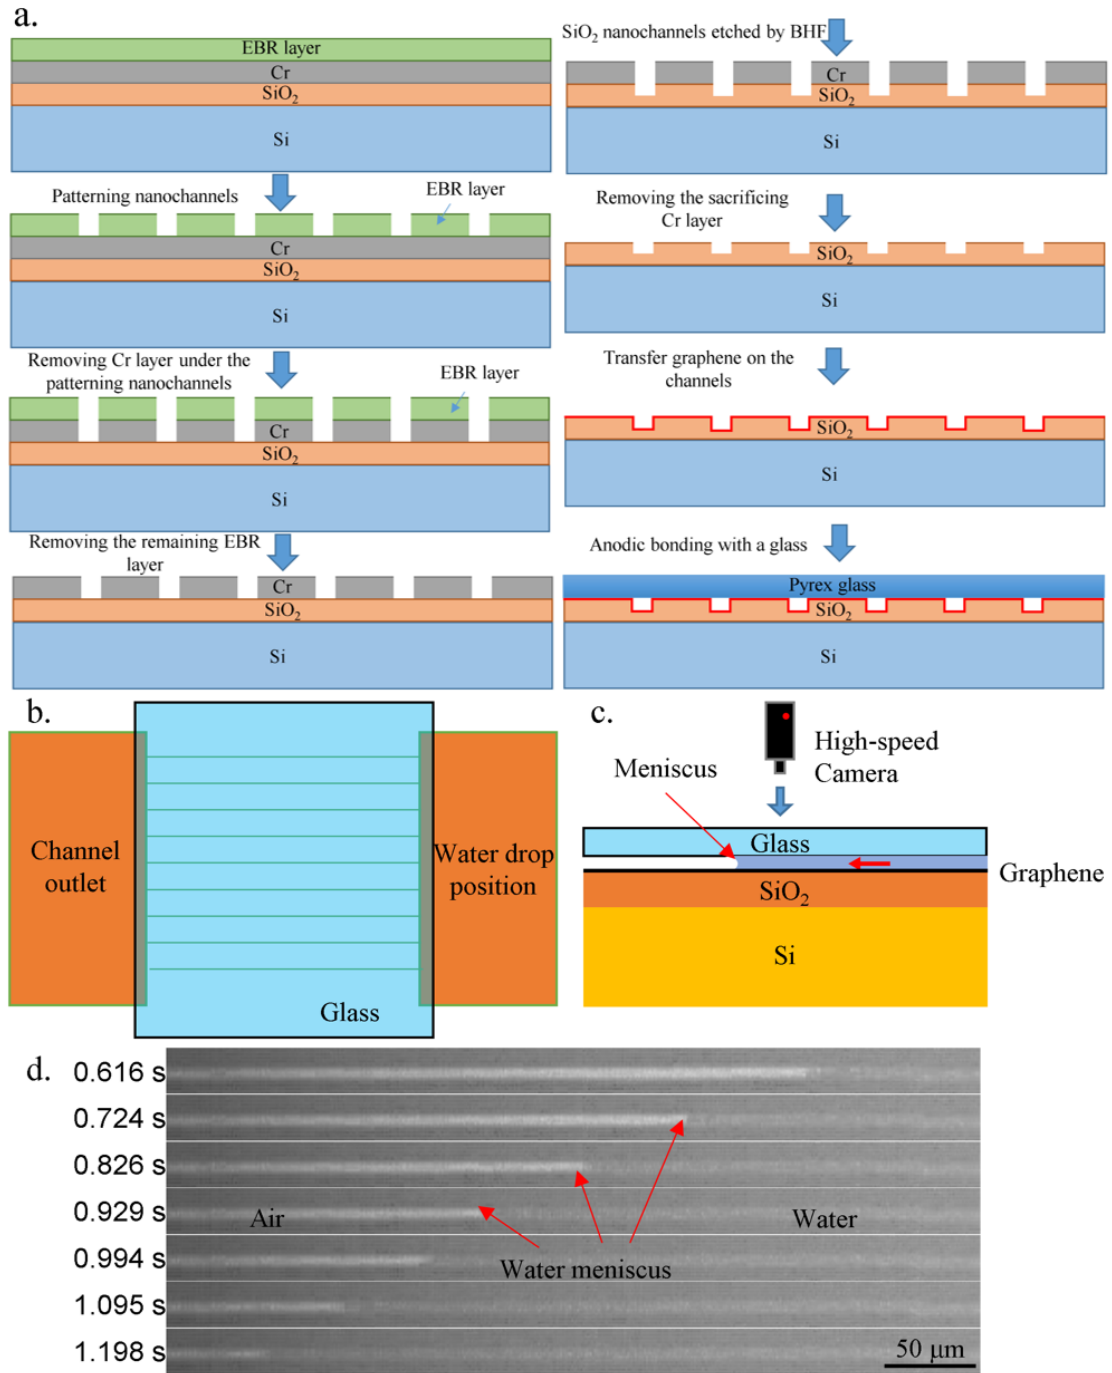 a.
EBR layer
Cr
SiO₂
Si
Patterning nanochannels
EBR layer
Cr
SiO₂
Si
Removing Cr layer under the
patterning nanochannels
EBR layer
Cr
SiO₂
Si
Removing the remaining EBR
layer
Cr
SiO₂
Si
SiO₂ nanochannels etched by BHF
Cr
SiO₂
Si
Removing the sacrificing
Cr layer
SiO₂
Si
Transfer graphene on the
channels
SiO₂
Si
Anodic bonding with a glass
Pyrex glass
SiO₂
Si
b.
Channel
outlet
Water drop
position
Glass
c.
High-speed
Camera
Meniscus
Glass
Graphene
SiO₂
Si
d.
0.616 s
0.724 s
0.826 s
0.929 s
Air
Water
0.994 s
Water meniscus
1.095 s
1.198 s
50 μm